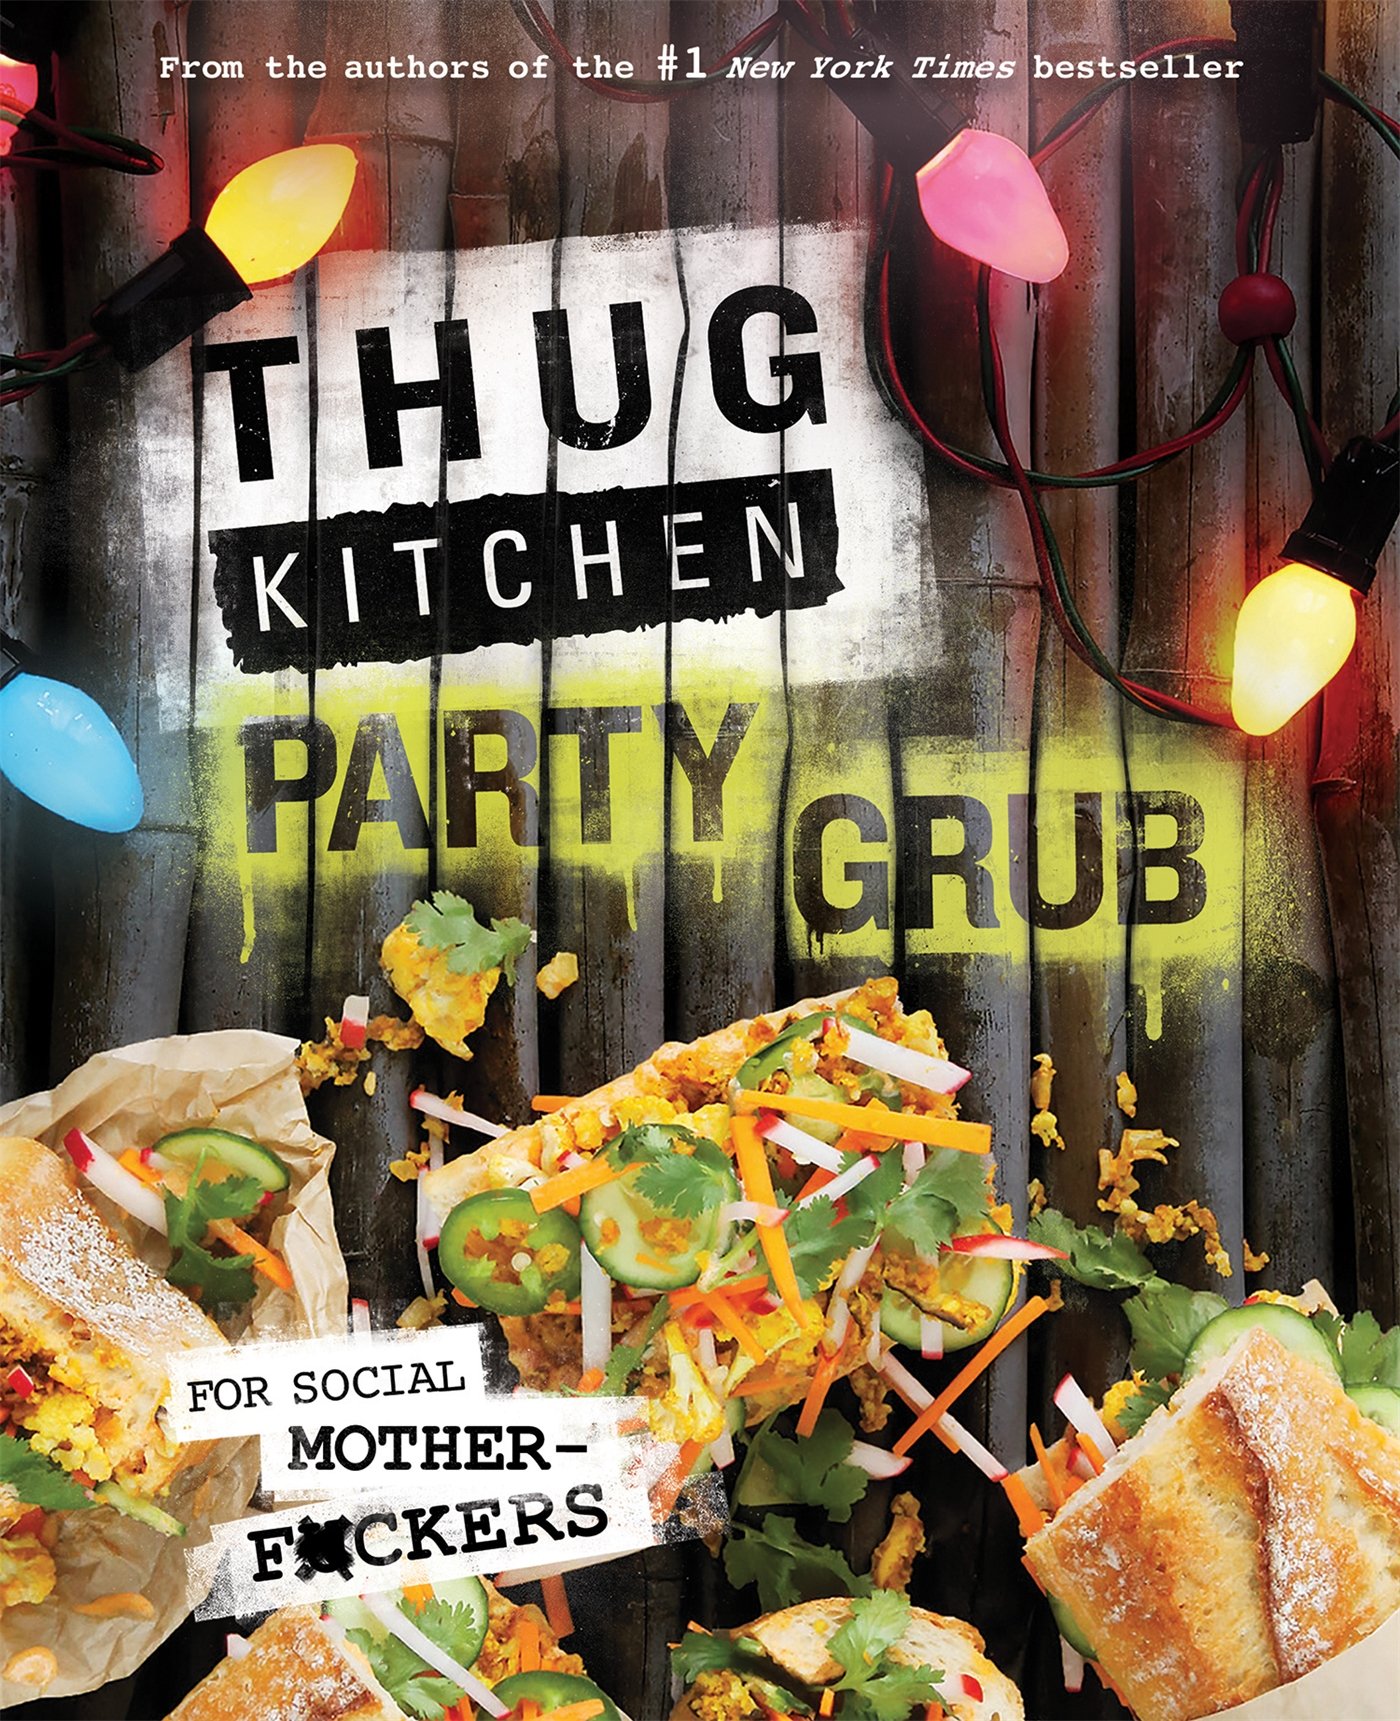 From the authors of the #1 New York Times bestseller
THUG
KITCHEN
PARTY GRUB
FOR SOCIAL
MOTHER-
F✖CKERS